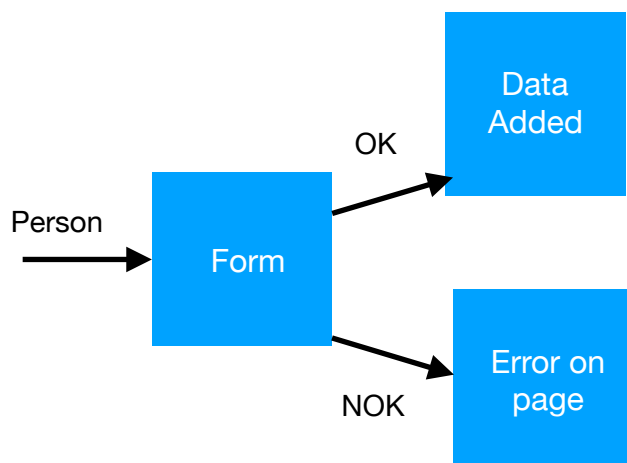 Person
Form
OK
Data
Added
NOK
Error on
page